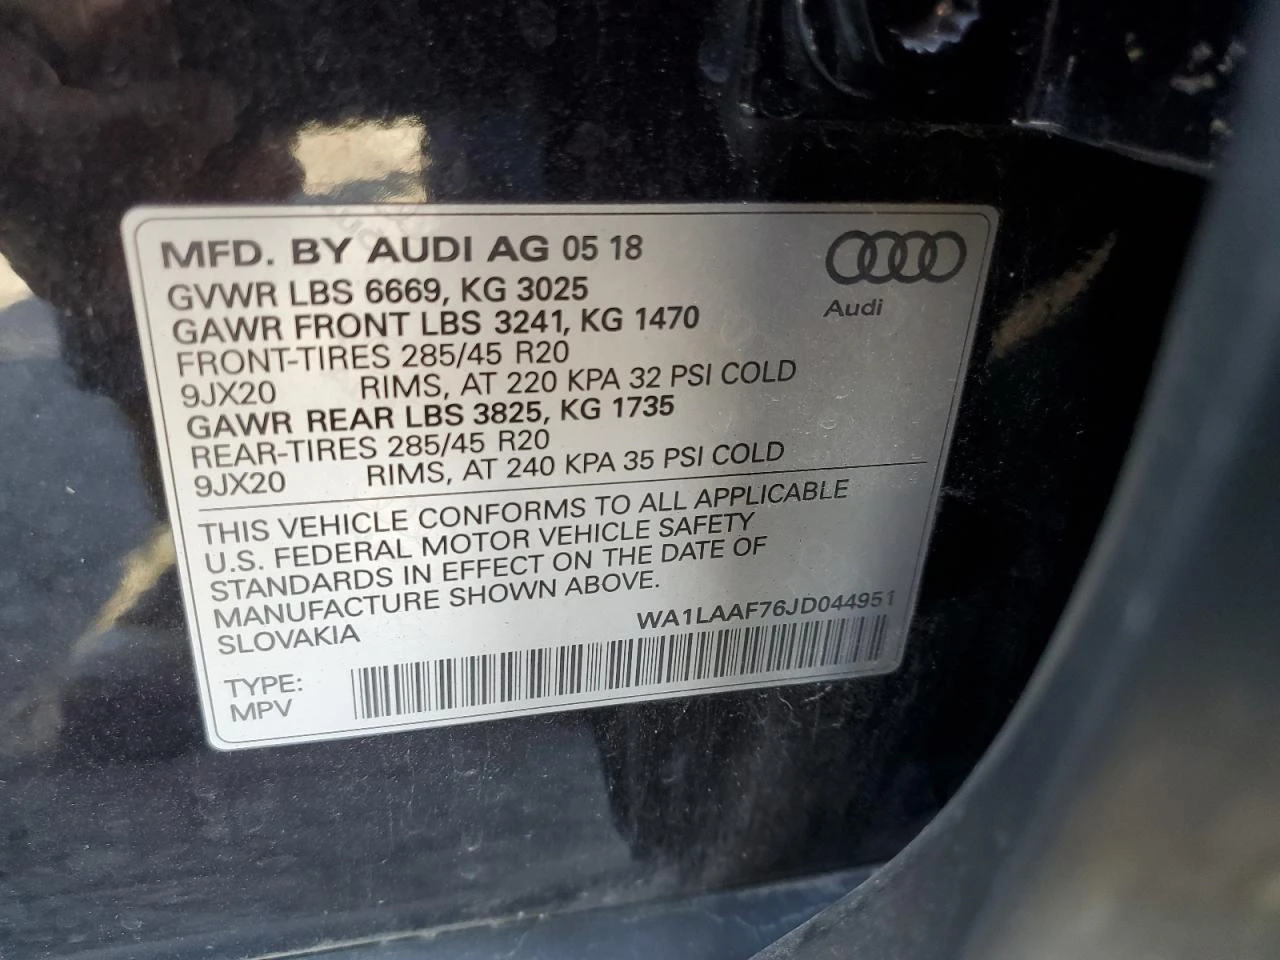 MFD. BY AUDI AG 05 18
GVWR LBS 6669, KG 3025
GAWR FRONT LBS 3241, KG 1470
FRONT-TIRES 285/45 R20
9JX20 RIMS, AT 220 KPA 32 PSI COLD
GAWR REAR LBS 3825, KG 1735
REAR-TIRES 285/45 R20
9JX20 RIMS, AT 240 KPA 35 PSI COLD
Audi
THIS VEHICLE CONFORMS TO ALL APPLICABLE
U.S. FEDERAL MOTOR VEHICLE SAFETY
STANDARDS IN EFFECT ON THE DATE OF
MANUFACTURE SHOWN ABOVE.
SLOVAKIA
WA1LAAF76JD044951
TYPE:
MPV